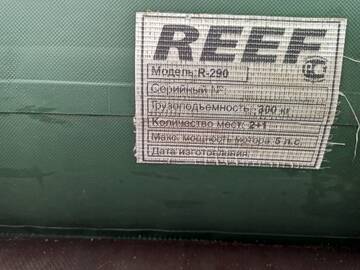 REEF
Модель: R-290
Серийный №
Грузоподъемность: 300 кг
Количество мест: 2+1
Макс. мощность мотора 5 л.с.
Дата изготовления